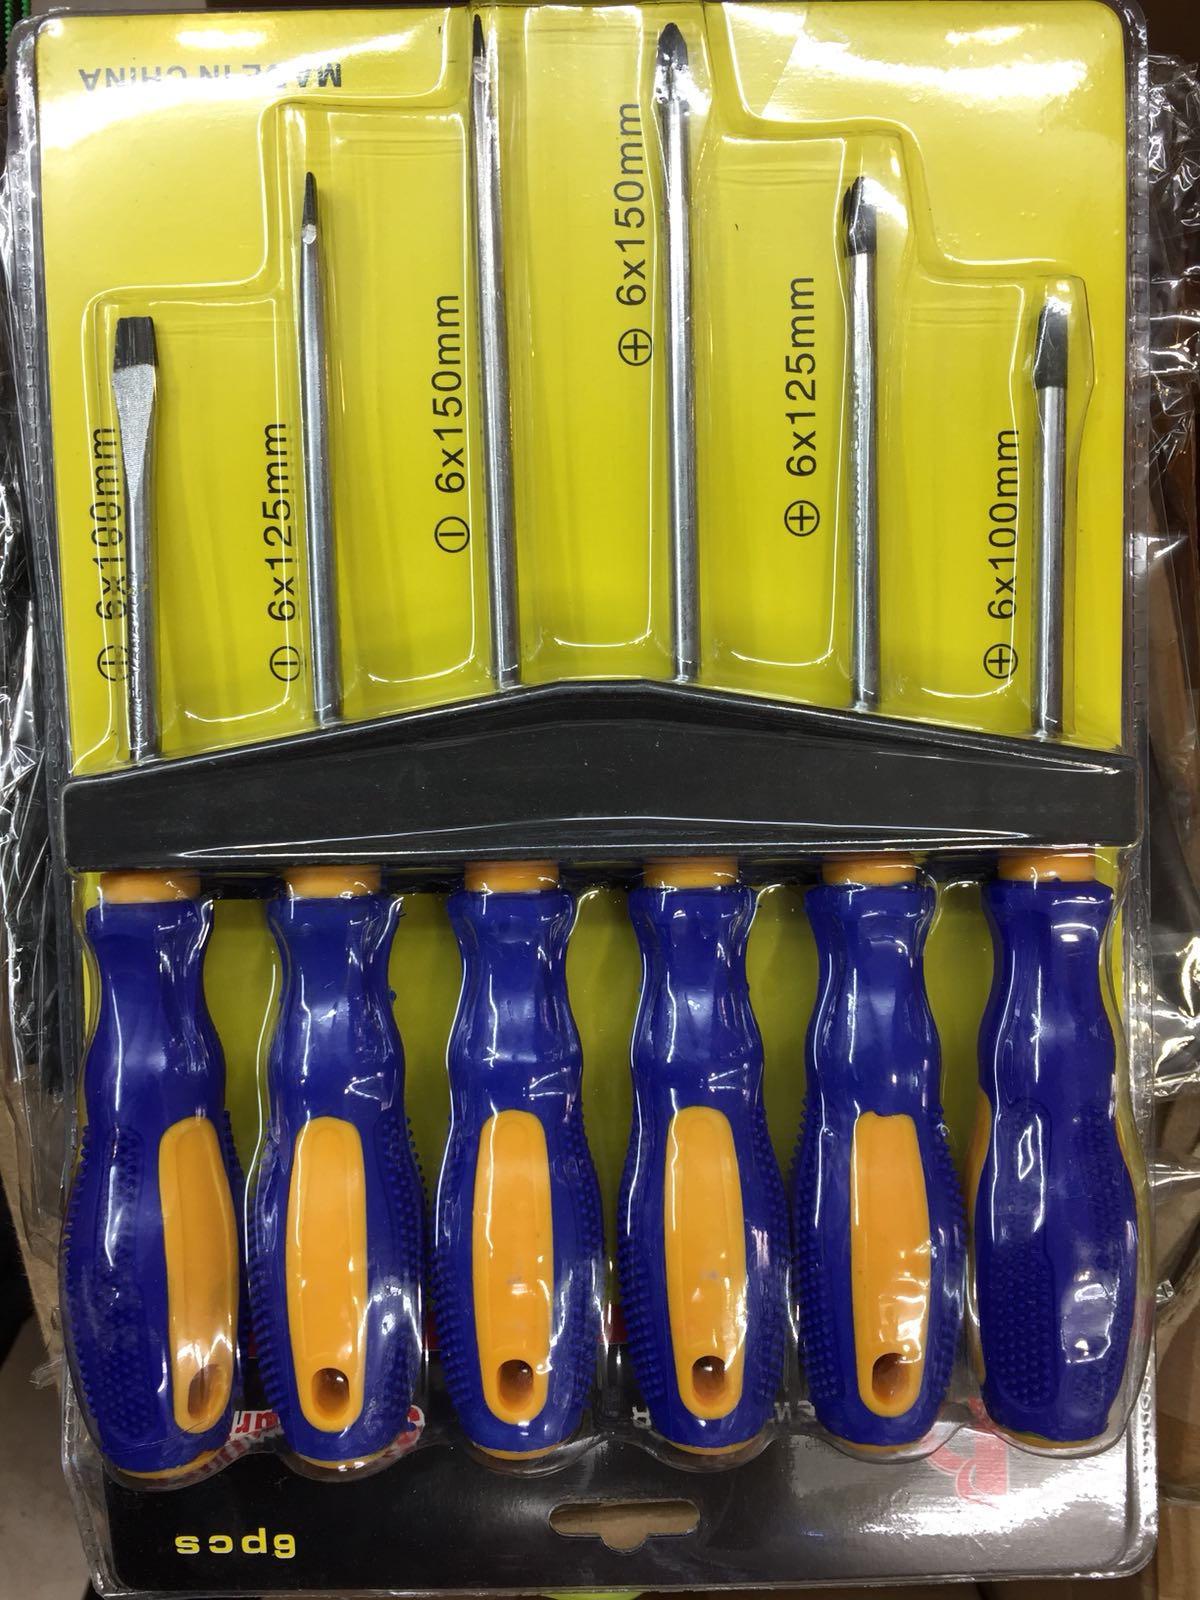 MADE IN CHINA
⊖ 6x100mm
⊖ 6x125mm
⊖ 6x150mm
⊕ 6x150mm
⊕ 6x125mm
⊕ 6x100mm
6pcs